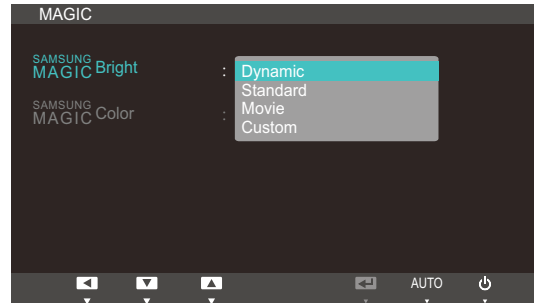 MAGIC
SAMSUNG
MAGIC Bright : Dynamic
Standard
SAMSUNG
MAGIC Color : Movie
Custom
AUTO